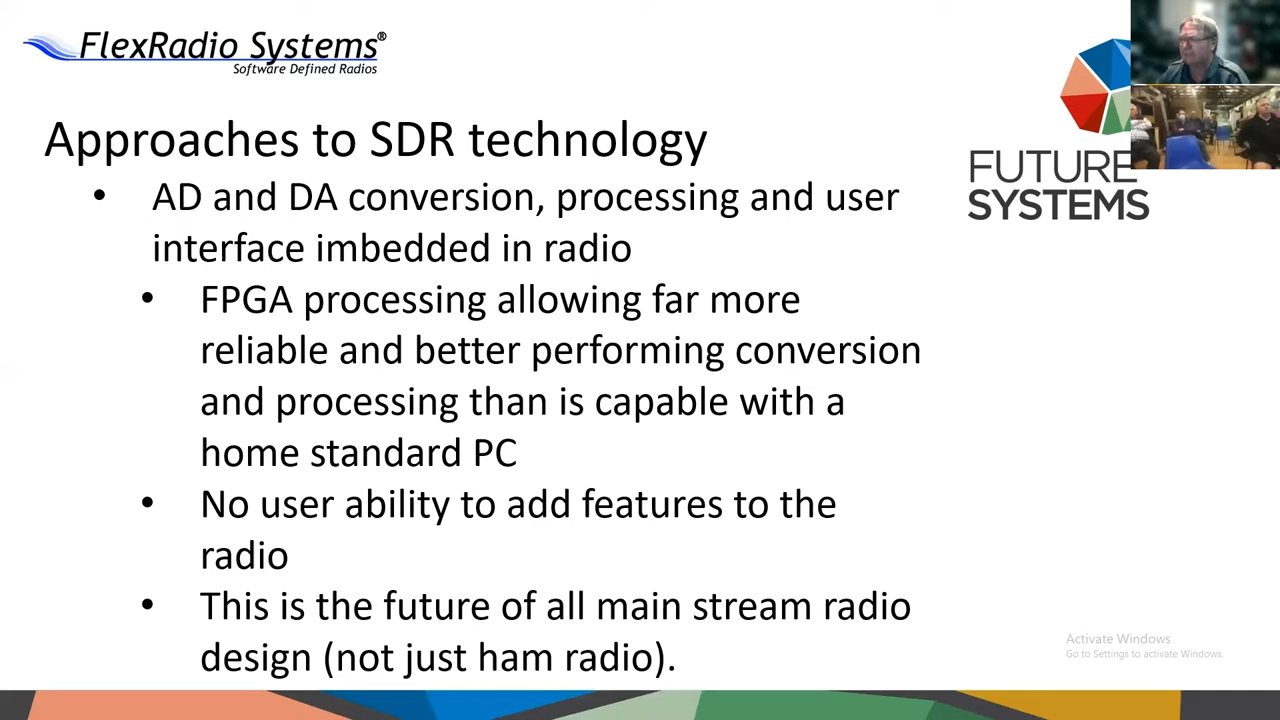 FlexRadio Systems®
Software Defined Radios
FUTURE
SYSTEMS
Approaches to SDR technology
• AD and DA conversion, processing and user
interface imbedded in radio
• FPGA processing allowing far more
reliable and better performing conversion
and processing than is capable with a
home standard PC
• No user ability to add features to the
radio
• This is the future of all main stream radio
design (not just ham radio).
Activate Windows
Go to Settings to activate Windows.